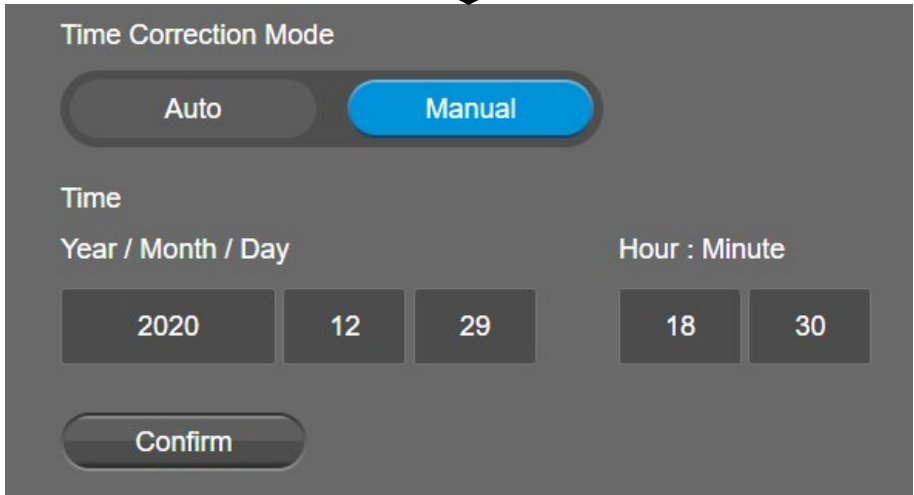 Time Correction Mode
Auto Manual
Time
Year / Month / Day Hour : Minute
2020 12 29 18 30
Confirm